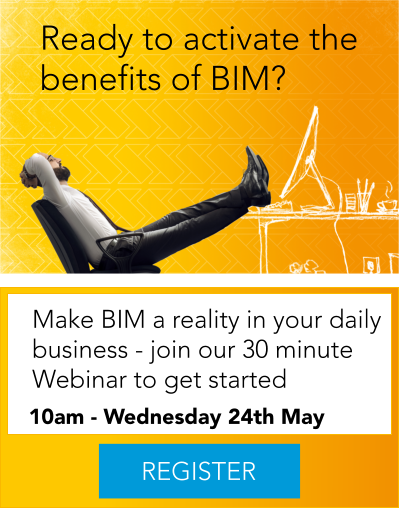 Ready to activate the
benefits of BIM?
Make BIM a reality in your daily
business - join our 30 minute
Webinar to get started
10am - Wednesday 24th May
REGISTER